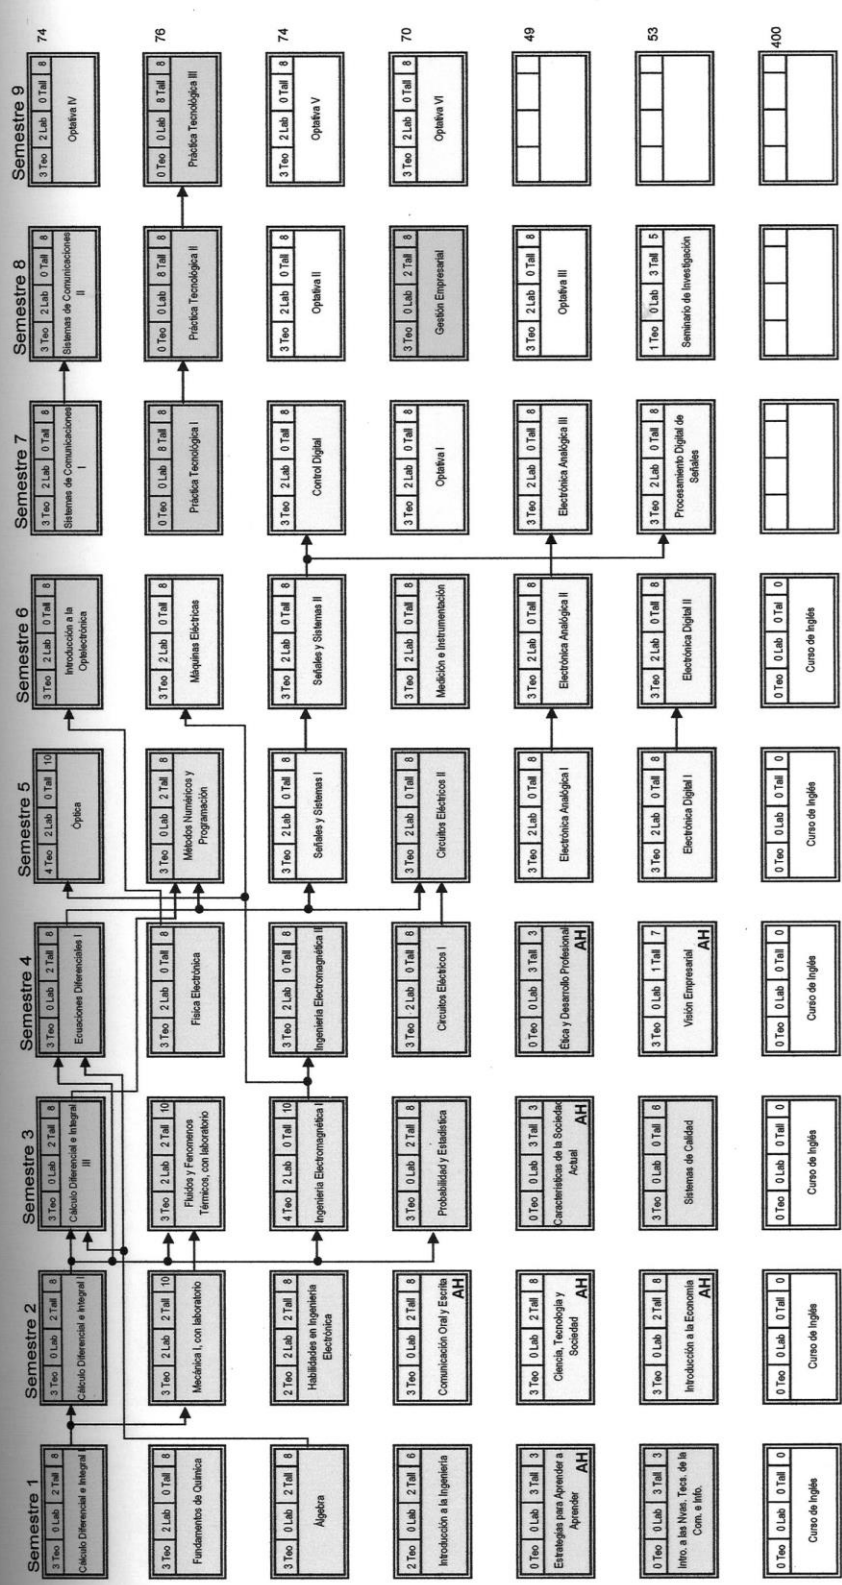 Semestre 1
Semestre 2
Semestre 3
Semestre 4
Semestre 5
Semestre 6
Semestre 7
Semestre 8
Semestre 9
3 Teo 0 Lab 2 Tall 8
Cálculo Diferencial e Integral I
3 Teo 0 Lab 2 Tall 8
Cálculo Diferencial e Integral I
3 Teo 0 Lab 2 Tall 8
Cálculo Diferencial e Integral
III
3 Teo 0 Lab 2 Tall 8
Ecuaciones Diferenciales I
4 Teo 2 Lab 0 Tall 10
Óptica
3 Teo 2 Lab 0 Tall 8
Introducción a la
Optelectrónica
3 Teo 2 Lab 0 Tall 8
Sistemas de Comunicaciones
I
3 Teo 2 Lab 0 Tall 8
Sistemas de Comunicaciones
II
3 Teo 2 Lab 0 Tall 8
Optativa IV
74
3 Teo 2 Lab 0 Tall 8
Fundamentos de Química
3 Teo 2 Lab 2 Tall 10
Mecánica I, con laboratorio
3 Teo 2 Lab 2 Tall 10
Fluidos y Fenomenos
Térmicos, con laboratorio
3 Teo 2 Lab 0 Tall 8
Física Electrónica
3 Teo 0 Lab 2 Tall 8
Métodos Numéricos y
Programación
3 Teo 2 Lab 0 Tall 8
Máquinas Eléctricas
0 Teo 0 Lab 8 Tall 8
Práctica Tecnológica I
0 Teo 0 Lab 8 Tall 8
Práctica Tecnológica II
0 Teo 0 Lab 8 Tall 8
Práctica Tecnológica III
76
3 Teo 0 Lab 2 Tall 8
Álgebra
2 Teo 2 Lab 2 Tall 8
Habilidades en Ingeniería
Electrónica
4 Teo 2 Lab 0 Tall 10
Ingeniería Electromagnética I
3 Teo 2 Lab 0 Tall 8
Ingeniería Electromagnética II
3 Teo 2 Lab 0 Tall 8
Señales y Sistemas I
3 Teo 2 Lab 0 Tall 8
Señales y Sistemas II
3 Teo 2 Lab 0 Tall 8
Control Digital
3 Teo 2 Lab 0 Tall 8
Optativa II
3 Teo 2 Lab 0 Tall 8
Optativa V
74
2 Teo 0 Lab 2 Tall 6
Introducción a la Ingeniería
3 Teo 0 Lab 2 Tall 8
Comunicación Oral y Escrita
AH
3 Teo 0 Lab 2 Tall 8
Probabilidad y Estadística
3 Teo 2 Lab 0 Tall 8
Circuitos Eléctricos I
3 Teo 2 Lab 0 Tall 8
Circuitos Eléctricos II
3 Teo 2 Lab 0 Tall 8
Medición e Instrumentación
3 Teo 2 Lab 0 Tall 8
Optativa I
3 Teo 0 Lab 2 Tall 8
Gestión Empresarial
3 Teo 2 Lab 0 Tall 8
Optativa VI
70
0 Teo 0 Lab 3 Tall 3
Estrategias para Aprender a
Aprender
AH
3 Teo 0 Lab 2 Tall 8
Ciencia, Tecnología y
Sociedad
AH
0 Teo 0 Lab 3 Tall 3
Características de la Sociedad
Actual
AH
0 Teo 0 Lab 3 Tall 3
Ética y Desarrollo Profesional
AH
3 Teo 2 Lab 0 Tall 8
Electrónica Analógica I
3 Teo 2 Lab 0 Tall 8
Electrónica Analógica II
3 Teo 2 Lab 0 Tall 8
Electrónica Analógica III
3 Teo 2 Lab 0 Tall 8
Optativa III
49
0 Teo 0 Lab 3 Tall 3
Intro. a las Nvas. Tecs. de la
Com. e Info.
3 Teo 0 Lab 2 Tall 8
Introducción a la Economía
AH
3 Teo 0 Lab 0 Tall 6
Sistemas de Calidad
3 Teo 0 Lab 1 Tall 7
Visión Empresarial
AH
3 Teo 2 Lab 0 Tall 8
Electrónica Digital I
3 Teo 2 Lab 0 Tall 8
Electrónica Digital II
3 Teo 2 Lab 0 Tall 8
Procesamiento Digital de
Señales
1 Teo 0 Lab 3 Tall 5
Seminario de Investigación
53
0 Teo 0 Lab 0 Tall 0
Curso de Inglés
0 Teo 0 Lab 0 Tall 0
Curso de Inglés
0 Teo 0 Lab 0 Tall 0
Curso de Inglés
0 Teo 0 Lab 0 Tall 0
Curso de Inglés
0 Teo 0 Lab 0 Tall 0
Curso de Inglés
0 Teo 0 Lab 0 Tal 0
Curso de Inglés
400